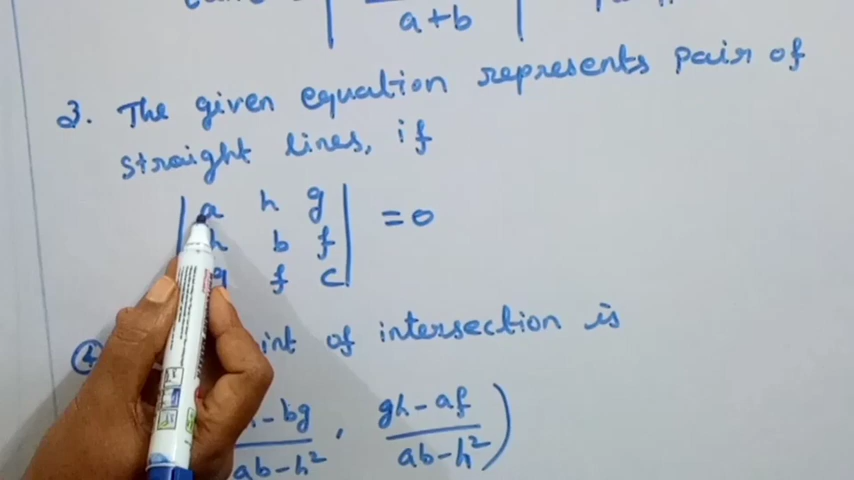 a+b
3. The given equation represents pair of
straight lines, if
| a h g |
| h b f | = 0
| g f c |
④ int of intersection is
h - bg / ab - h² , gh - af / ab - h² )